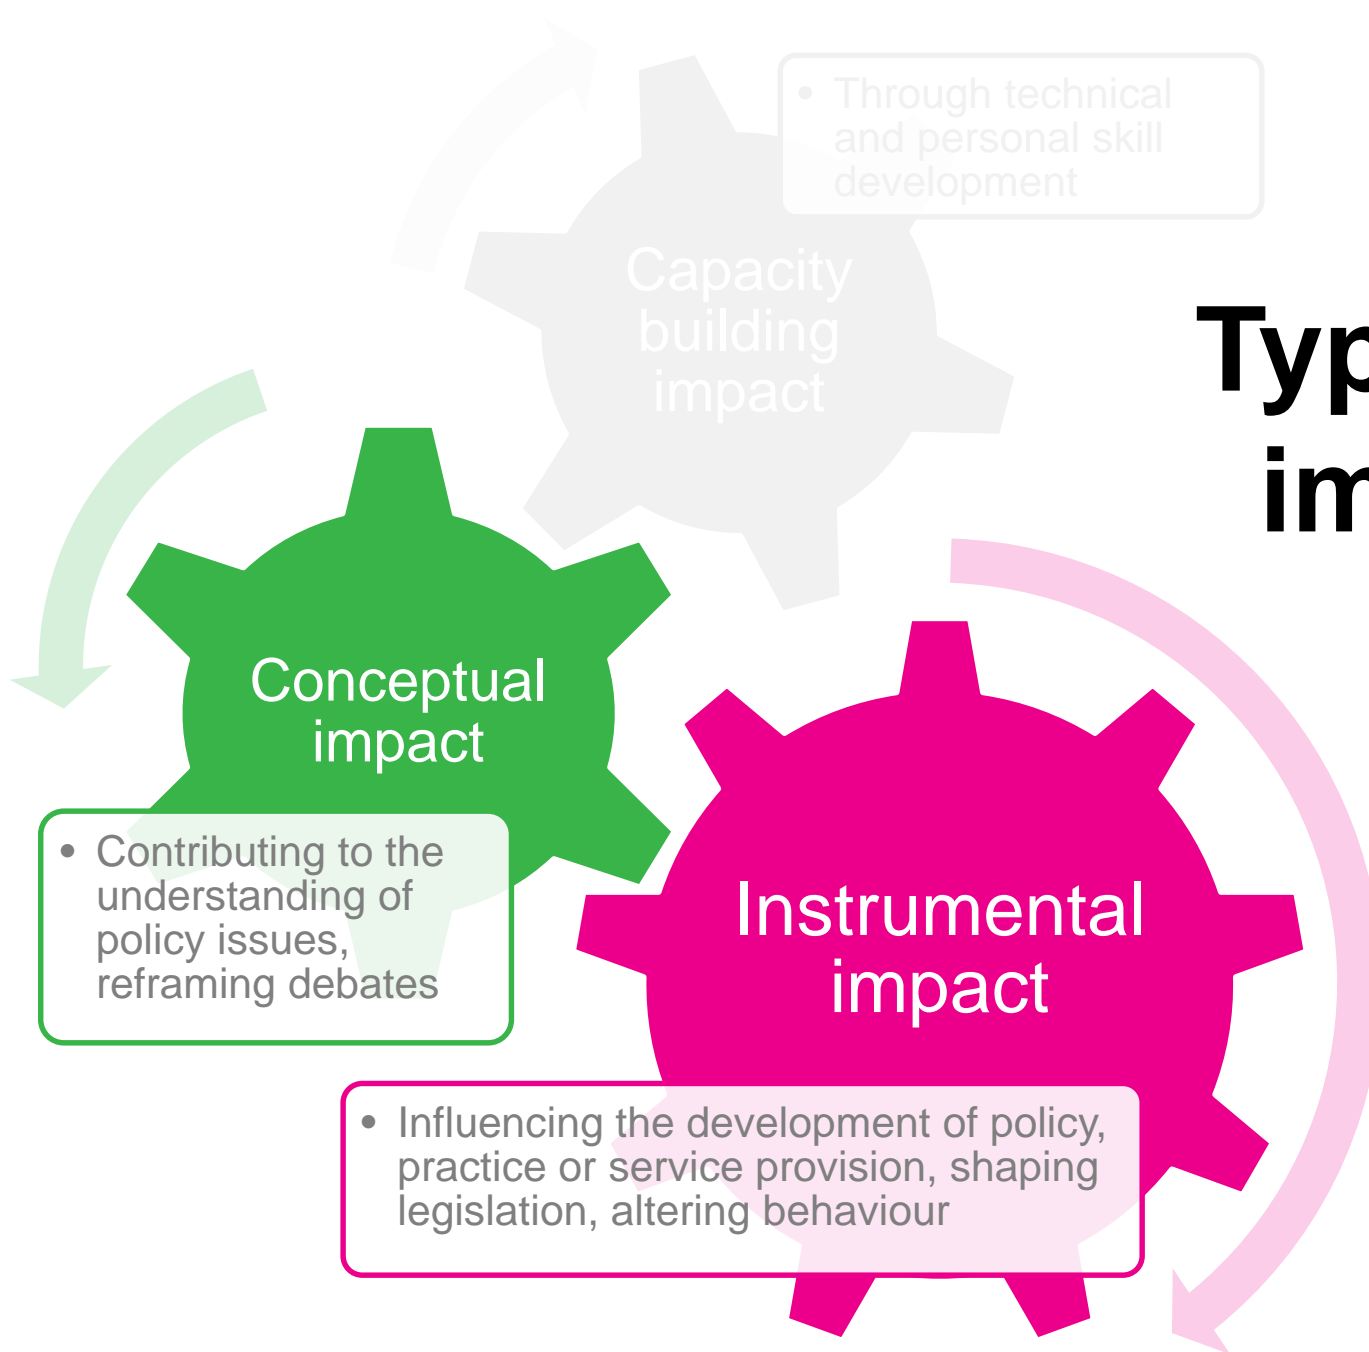 • Through technical
and personal skill
development
Capacity
building
impact
Typ
im
Conceptual
impact
• Contributing to the
understanding of
policy issues,
reframing debates
Instrumental
impact
• Influencing the development of policy,
practice or service provision, shaping
legislation, altering behaviour